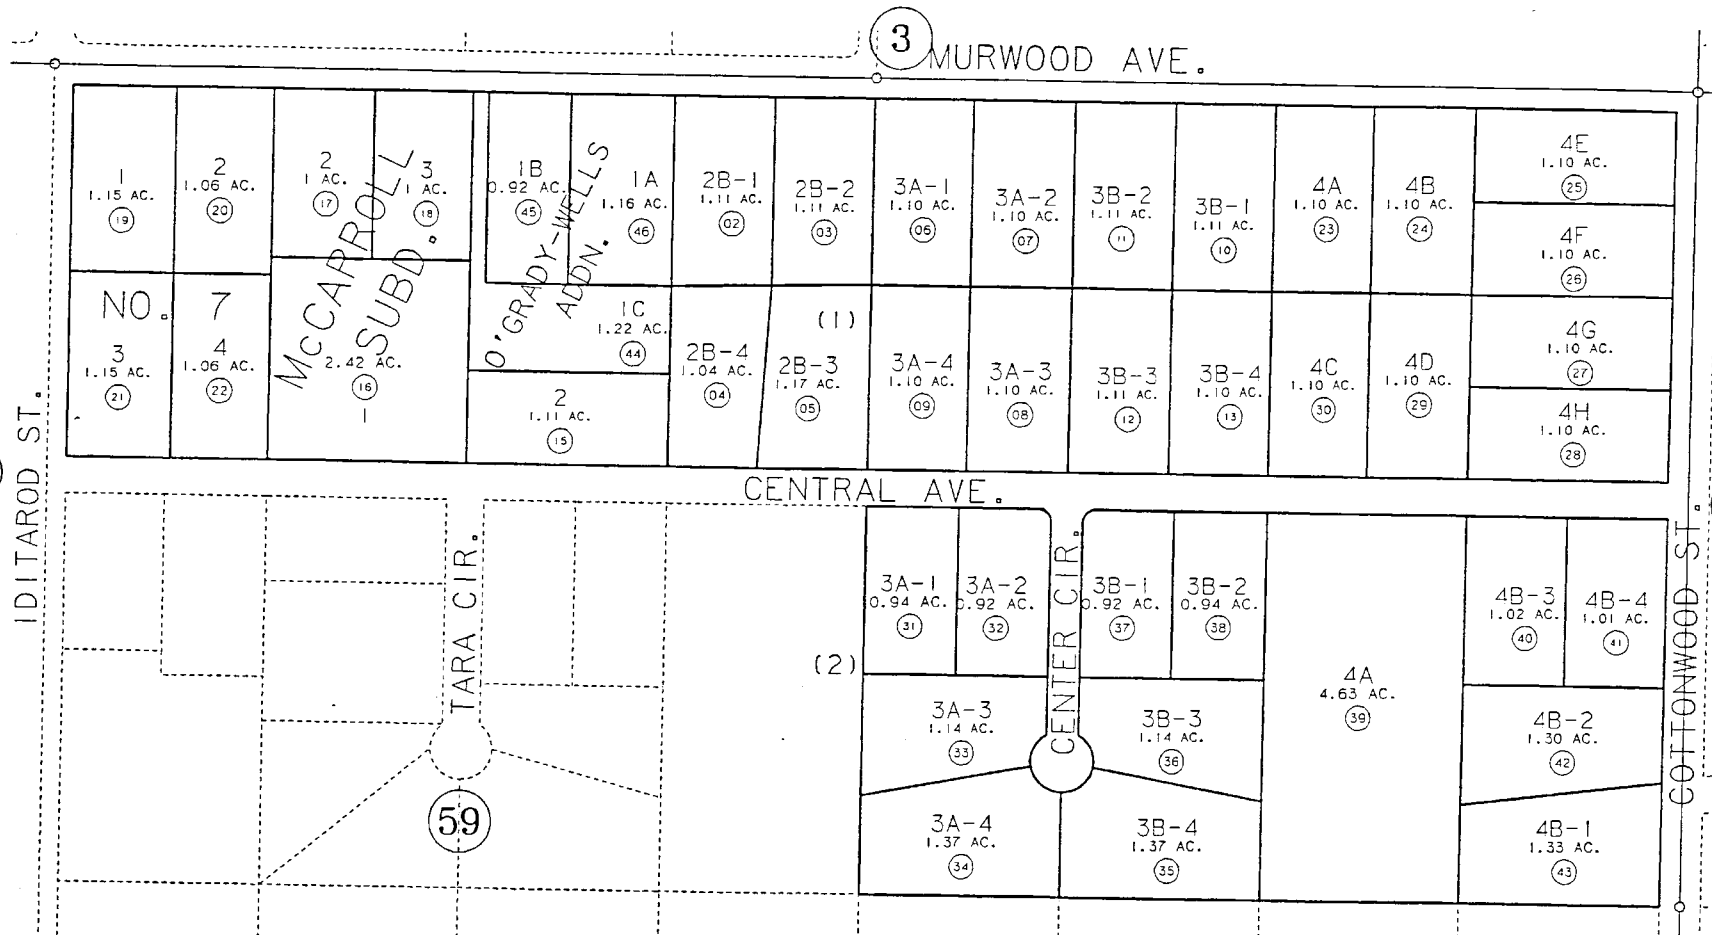 3
MURWOOD AVE.
1
1.15 AC.
19
2
1.06 AC.
20
2
1 AC.
17
3
1 AC.
18
McCARROLL
SUBD.
1B
0.92 AC.
45
O'GRADY-WELLS
ADDN.
1A
1.16 AC.
46
2B-1
1.11 AC.
02
2B-2
1.11 AC.
03
3A-1
1.10 AC.
06
3A-2
1.10 AC.
07
3B-2
1.11 AC.
11
3B-1
1.11 AC.
10
4A
1.10 AC.
23
4B
1.10 AC.
24
4E
1.10 AC.
25
4F
1.10 AC.
26
NO. 7
3
1.15 AC.
21
4
1.06 AC.
22
2.42 AC.
16
1
1C
1.22 AC.
44
2
1.11 AC.
15
2B-4
1.04 AC.
04
(1)
2B-3
1.17 AC.
05
3A-4
1.10 AC.
09
3A-3
1.10 AC.
08
3B-3
1.11 AC.
12
3B-4
1.10 AC.
13
4C
1.10 AC.
30
4D
1.10 AC.
29
4G
1.10 AC.
27
4H
1.10 AC.
28
IDITAROD ST.
CENTRAL AVE.
TARA CIR.
59
(2)
3A-1
0.94 AC.
31
3A-2
0.92 AC.
32
CENTER CIR.
3B-1
0.92 AC.
37
3B-2
0.94 AC.
38
3A-3
1.14 AC.
33
3B-3
1.14 AC.
36
3A-4
1.37 AC.
34
3B-4
1.37 AC.
35
4A
4.63 AC.
39
4B-3
1.02 AC.
40
4B-4
1.01 AC.
41
4B-2
1.30 AC.
42
4B-1
1.33 AC.
43
COTTONWOOD ST.